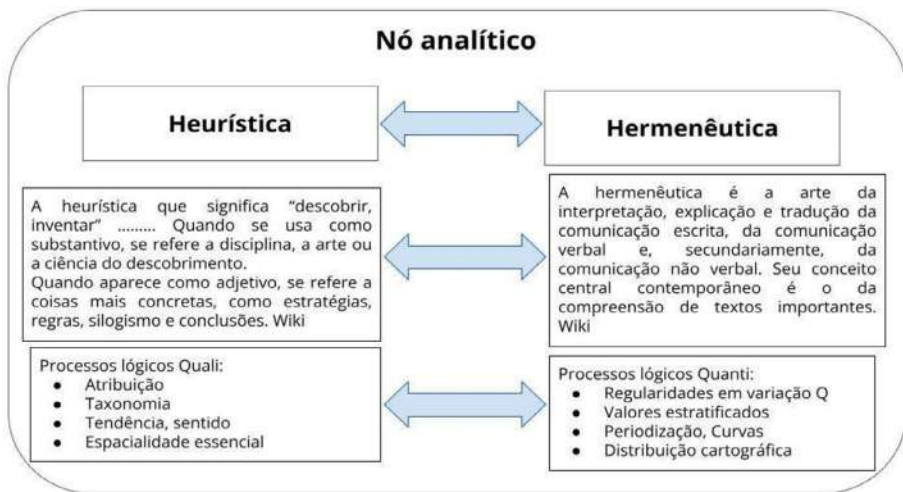 Nó analítico
Heurística
Hermenêutica
A heurística que significa “descobrir,
inventar” ......... Quando se usa como
substantivo, se refere a disciplina, a arte ou
a ciência do descobrimento.
Quando aparece como adjetivo, se refere a
coisas mais concretas, como estratégias,
regras, silogismo e conclusões. Wiki
A hermenêutica é a arte da
interpretação, explicação e tradução da
comunicação escrita, da comunicação
verbal e, secundariamente, da
comunicação não verbal. Seu conceito
central contemporâneo é o da
compreensão de textos importantes.
Wiki
Processos lógicos Quali:
● Atribuição
● Taxonomia
● Tendência, sentido
● Espacialidade essencial
Processos lógicos Quanti:
● Regularidades em variação Q
● Valores estratificados
● Periodização, Curvas
● Distribuição cartográfica